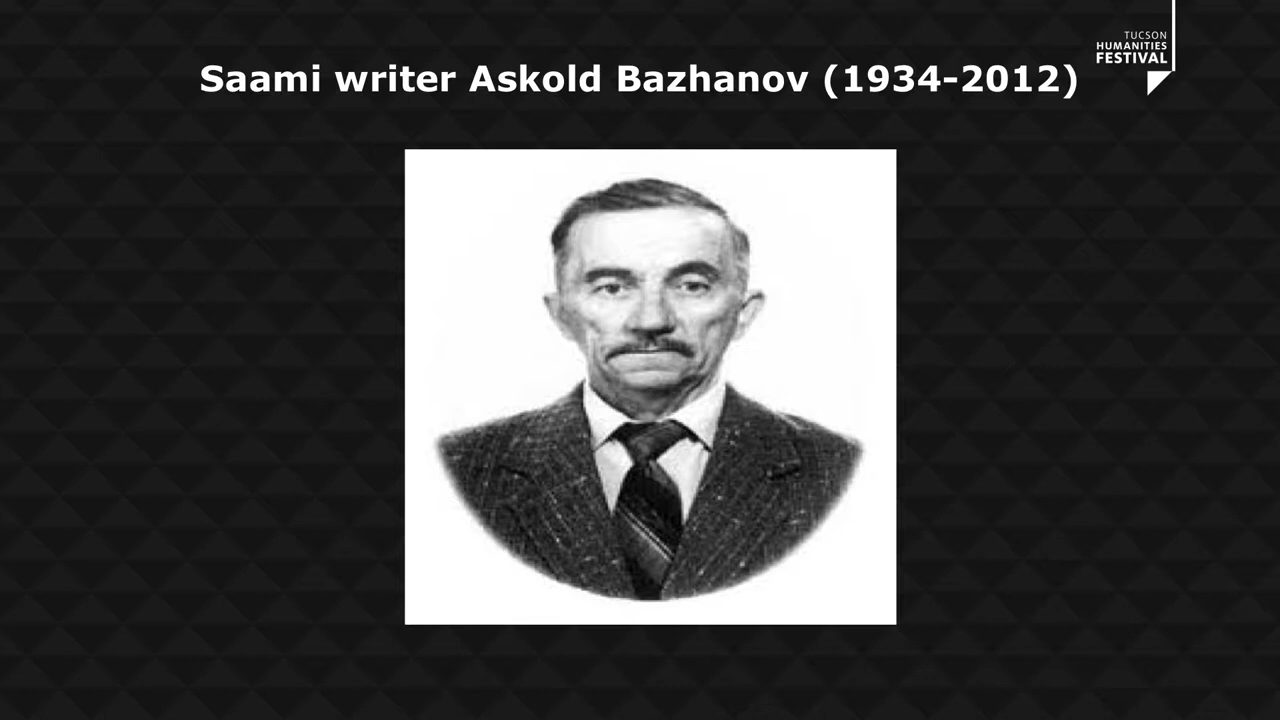 Saami writer Askold Bazhanov (1934-2012)
TUCSON
HUMANITIES
FESTIVAL